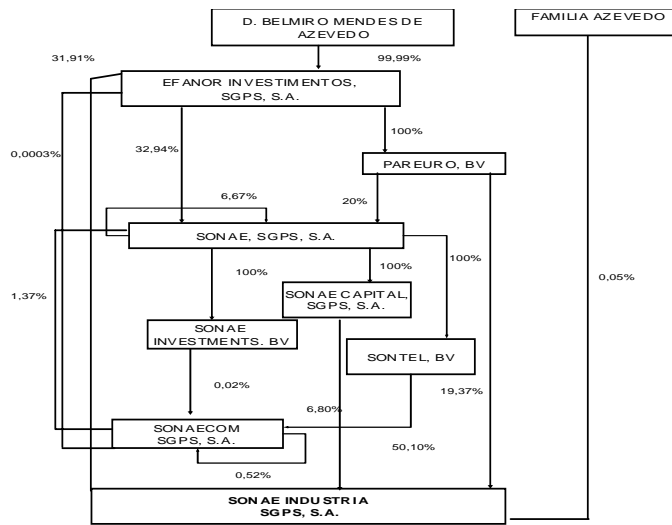 D. BELMIRO MENDES DE
AZEVEDO
FAMILIA AZEVEDO
31,91%
99,99%
EFANOR INVESTIMENTOS,
SGPS, S.A.
100%
0,0003%
32,94%
PAREURO, BV
6,67%
20%
SONAE, SGPS, S.A.
100%
100%
100%
0,05%
1,37%
SONAE CAPITAL,
SGPS, S.A.
SONAE
INVESTMENTS. BV
SONTEL, BV
0,02%
19,37%
6,80%
SONAECOM
SGPS, S.A.
50,10%
0,52%
SONAE INDUSTRIA
SGPS, S.A.